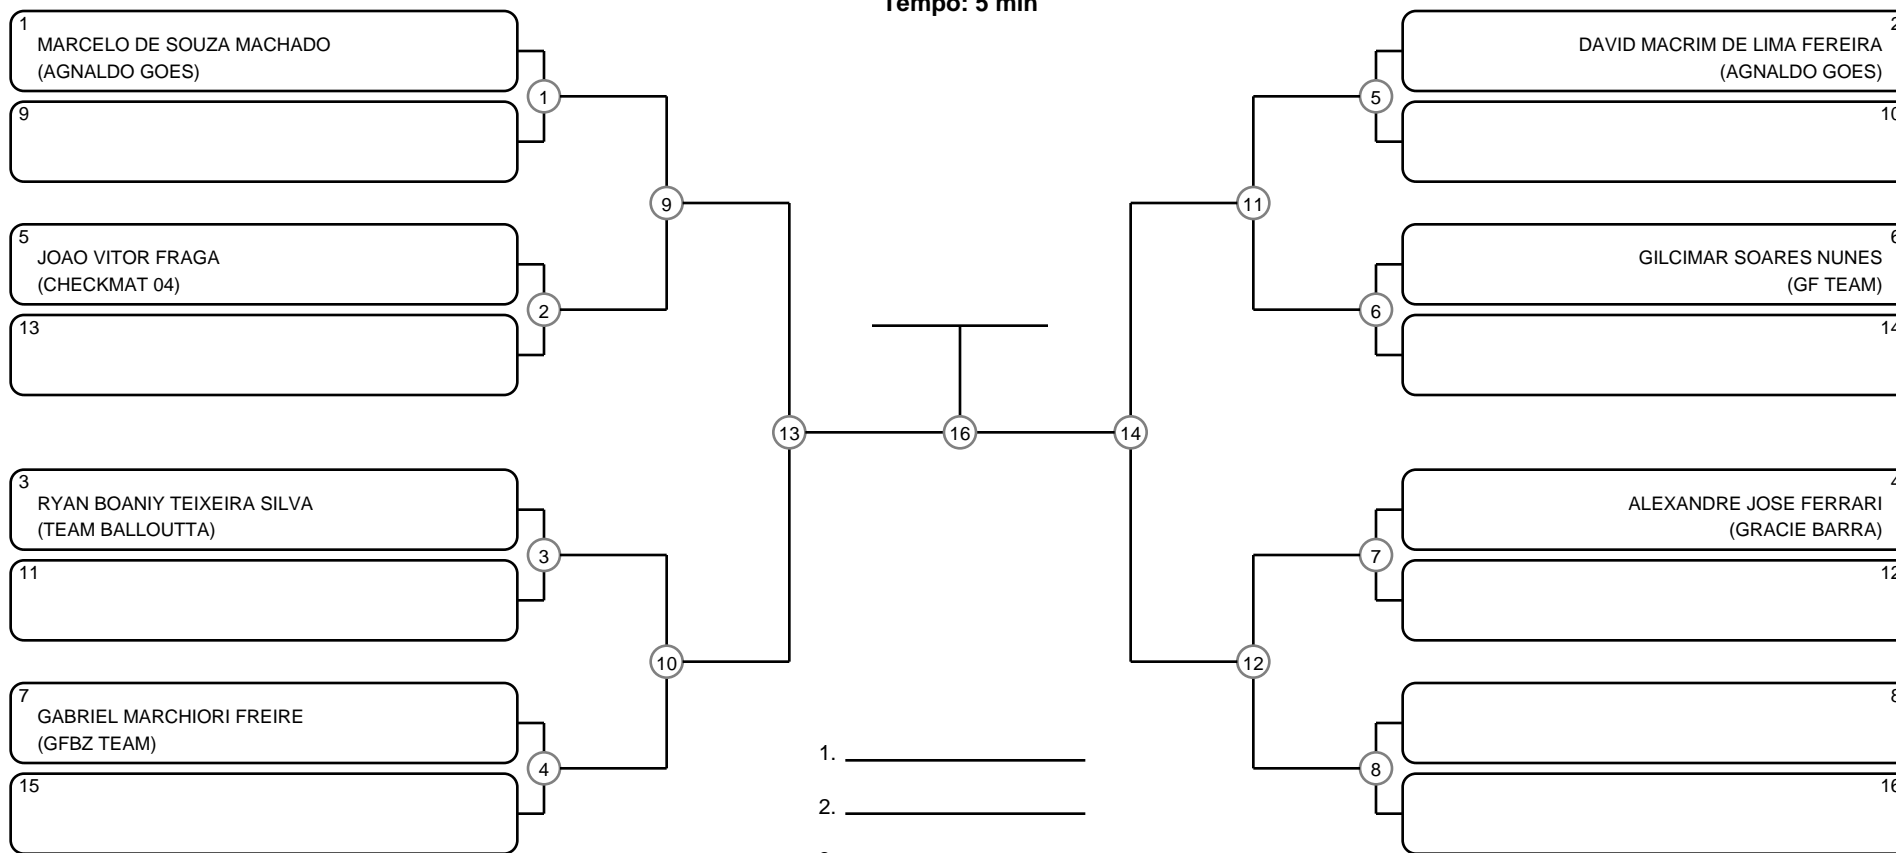 Tempo: 5 min
1
MARCELO DE SOUZA MACHADO
(AGNALDO GOES)
9
1
5
JOAO VITOR FRAGA
(CHECKMAT 04)
13
2
9
3
RYAN BOANIY TEIXEIRA SILVA
(TEAM BALLOUTTA)
11
3
7
GABRIEL MARCHIORI FREIRE
(GFBZ TEAM)
15
4
10
13
16
14
1.
2.
2
DAVID MACRIM DE LIMA FEREIRA
(AGNALDO GOES)
10
5
6
GILCIMAR SOARES NUNES
(GF TEAM)
14
6
11
4
ALEXANDRE JOSE FERRARI
(GRACIE BARRA)
12
7
8
16
8
12